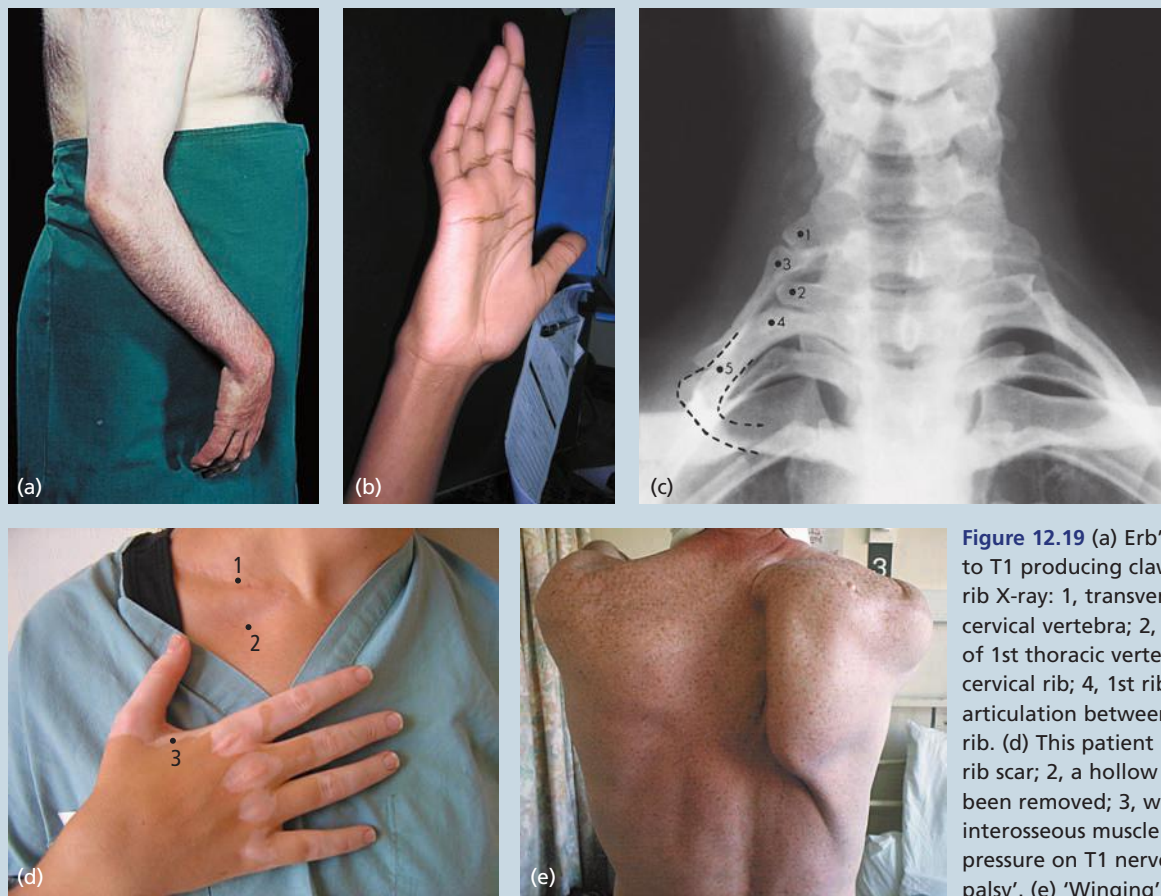 1
3
2
4
5
(a)
(b)
(c)
1
2
3
(d)
3
(e)
Figure 12.19 (a) Erb'
to T1 producing claw
rib X-ray: 1, transver
cervical vertebra; 2,
of 1st thoracic verte
cervical rib; 4, 1st rib
articulation between
rib. (d) This patient
rib scar; 2, a hollow
been removed; 3, w
interosseous muscle
pressure on T1 nerv
palsy'. (e) 'Winging'